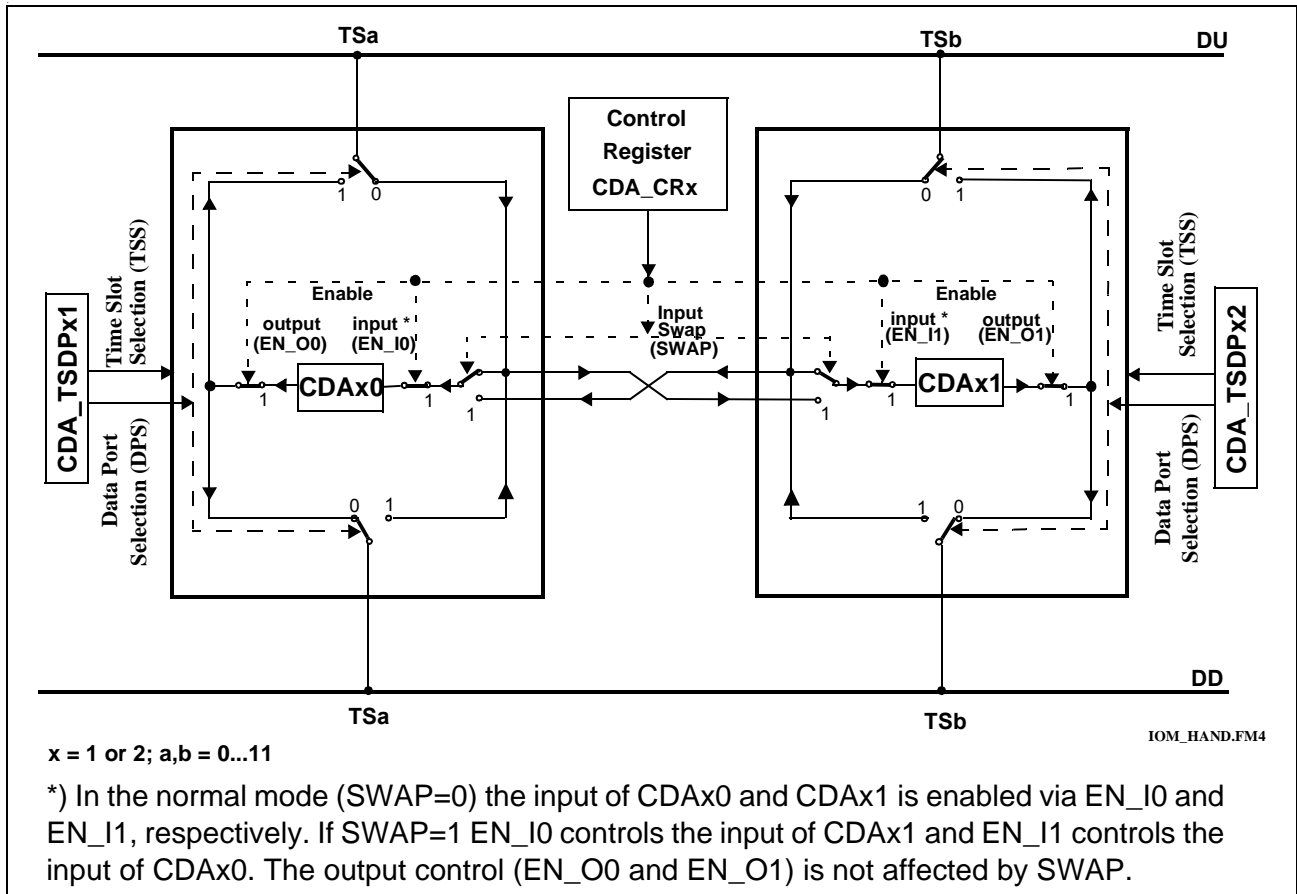 TSa
TSb
DU
Control
Register
CDA_CRx
1
0
0
1
Time Slot
Selection (TSS)
Time Slot
Selection (TSS)
Enable
Enable
output
(EN_O0)
input *
(EN_I0)
Input
Swap
(SWAP)
input *
(EN_I1)
output
(EN_O1)
CDA_TSDPx1
CDAx0
CDAx1
CDA_TSDPx2
1
1
1
1
1
1
Data Port
Selection (DPS)
Data Port
Selection (DPS)
0
1
1
0
DD
TSa
TSb
IOM_HAND.FM4
x = 1 or 2; a,b = 0...11
*) In the normal mode (SWAP=0) the input of CDAx0 and CDAx1 is enabled via EN_I0 and
EN_I1, respectively. If SWAP=1 EN_I0 controls the input of CDAx1 and EN_I1 controls the
input of CDAx0. The output control (EN_O0 and EN_O1) is not affected by SWAP.